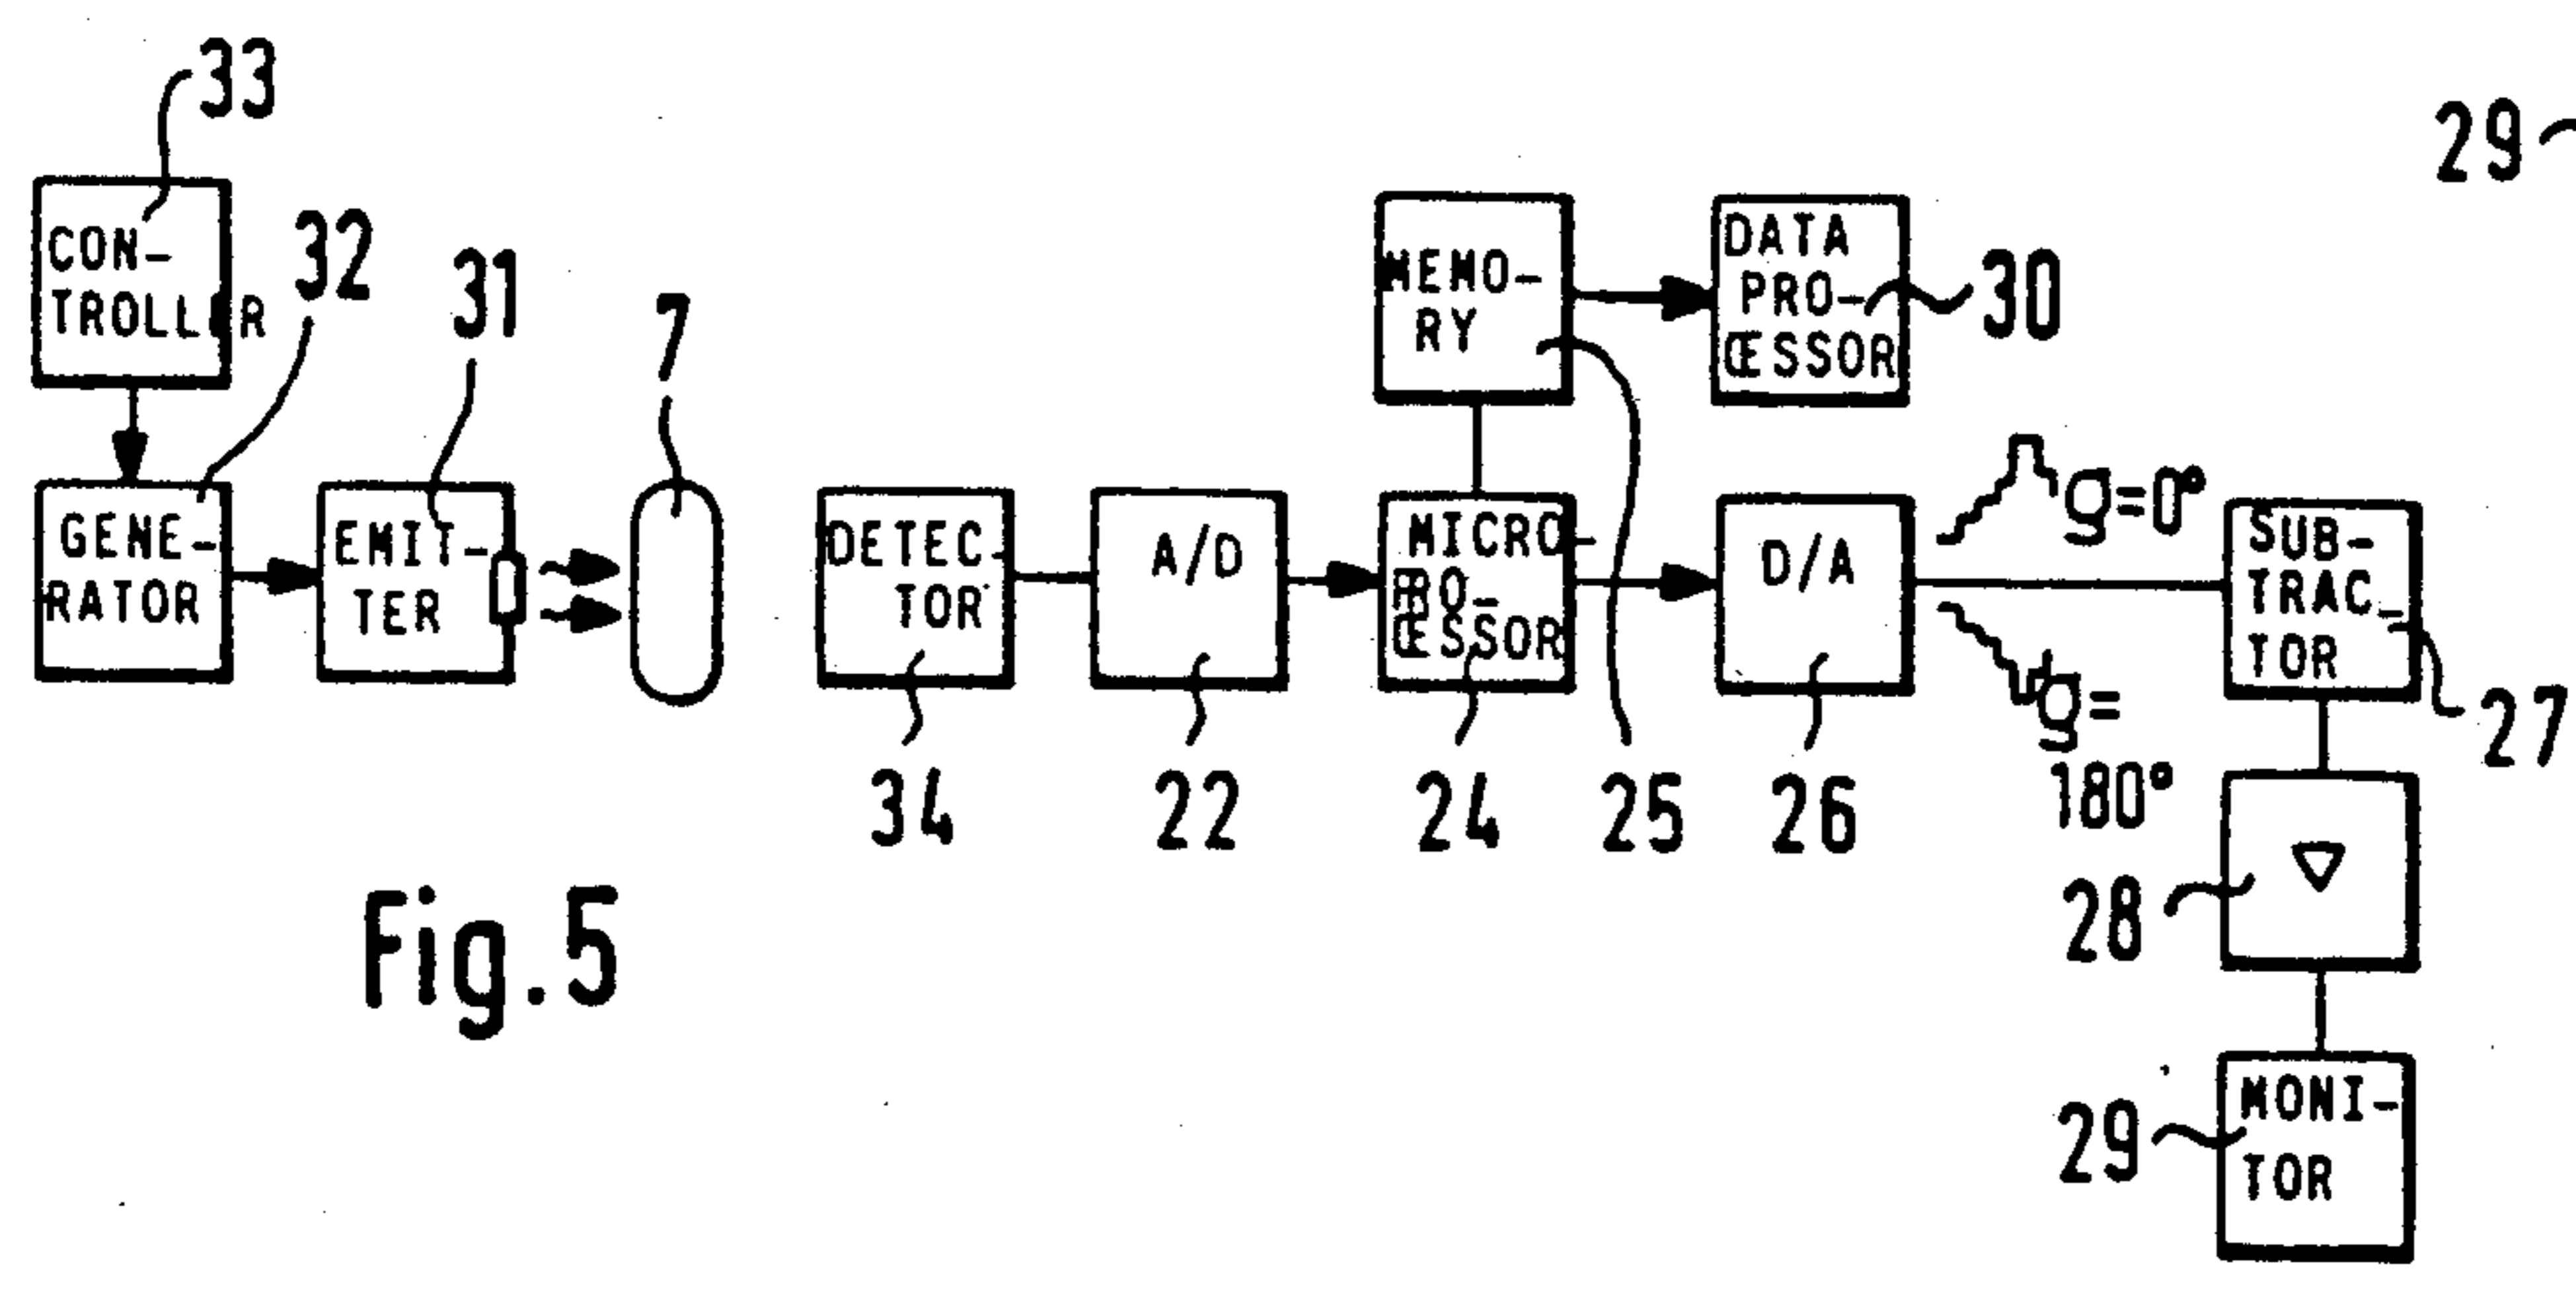 33
29
CON-
TROLLER
32
31
7
MEMO-
RY
DATA
PRO-
CESSOR
30
GENE-
RATOR
EMIT-
TER
DETEC-
TOR
A/D
MICRO-
PRO-
CESSOR
D/A
g=0°
g=
180°
SUB-
TRAC-
TOR
27
34
22
24
25
26
28
29
MONI-
TOR
Fig.5